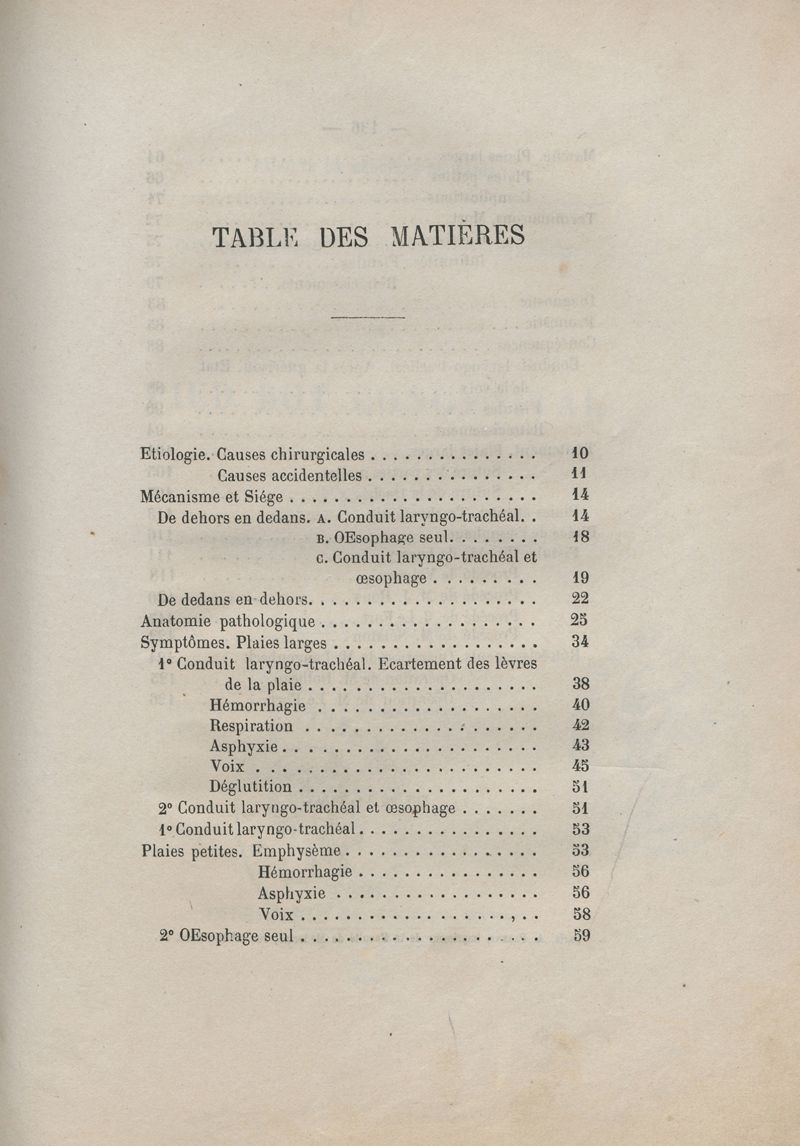 TABLE DES MATIÈRES
Etiologie. Causes chirurgicales . . . . . . . . . . . . . . . 10
Causes accidentelles . . . . . . . . . . . . . . . 11
Mécanisme et Siége . . . . . . . . . . . . . . . . . . . . . . 14
De dehors en dedans. A. Conduit laryngo-trachéal. . 14
B. OEsophage seul. . . . . . . . 18
C. Conduit laryngo-trachéal et
œsophage . . . . . . . . . 19
De dedans en dehors. . . . . . . . . . . . . . . . . . . . 22
Anatomie pathologique . . . . . . . . . . . . . . . . . . . 25
Symptômes. Plaies larges . . . . . . . . . . . . . . . . . . 34
1° Conduit laryngo-trachéal. Ecartement des lèvres
de la plaie . . . . . . . . . . . . . . . . . . . . 38
Hémorrhagie . . . . . . . . . . . . . . . . . . . 40
Respiration . . . . . . . . . . . . . . . . . . . . 42
Asphyxie . . . . . . . . . . . . . . . . . . . . . . 43
Voix . . . . . . . . . . . . . . . . . . . . . . . . 45
Déglutition . . . . . . . . . . . . . . . . . . . . . 51
2° Conduit laryngo-trachéal et œsophage . . . . . . . 51
1° Conduit laryngo-trachéal. . . . . . . . . . . . . . . . 53
Plaies petites. Emphysème . . . . . . . . . . . . . . . . . 53
Hémorrhagie . . . . . . . . . . . . . . . . 56
Asphyxie . . . . . . . . . . . . . . . . . . 56
Voix . . . . . . . . . . . . . . . . . . . , . . 58
2° OEsophage seul . . . . . . . . . . . . . . . . . . . . . 59